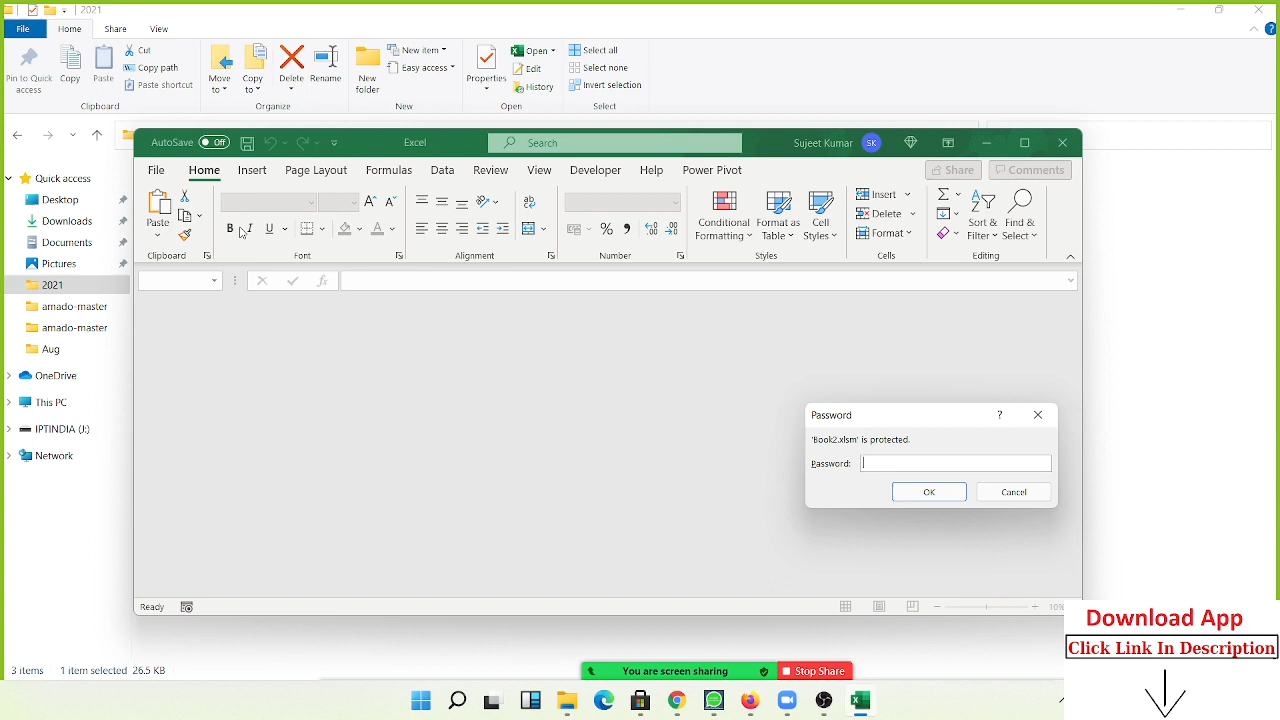 2021
File Home Share View
Pin to Quick access
Copy
Paste
Cut
Copy path
Paste shortcut
Clipboard
Move to
Copy to
Delete
Rename
Organize
New folder
New item
Easy access
New
Properties
Open
Edit
History
Open
Select all
Select none
Invert selection
Select
AutoSave Off Excel Search Sujeet Kumar SK
File Home Insert Page Layout Formulas Data Review View Developer Help Power Pivot Share Comments
Paste
Clipboard
B I U
Font
Alignment
Number
Conditional Formatting
Format as Table
Cell Styles
Styles
Insert
Delete
Format
Cells
Sort & Filter
Find & Select
Editing
fx
Quick access
Desktop
Downloads
Documents
Pictures
2021
amado-master
amado-master
Aug
OneDrive
This PC
IPTINDIA (J:)
Network
Password
'Book2.xlsm' is protected.
Password:
OK Cancel
Ready 10%
3 items 1 item selected 26.5 KB
You are screen sharing Stop Share
Download App
Click Link In Description